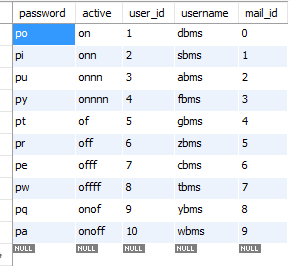 password active user_id username mail_id
po on 1 dbms 0
pi onn 2 sbms 1
pu onnn 3 abms 2
py onnnn 4 fbms 3
pt of 5 gbms 4
pr off 6 zbms 5
pe offf 7 cbms 6
pw offff 8 tbms 7
pq onof 9 ybms 8
pa onoff 10 wbms 9
NULL NULL NULL NULL NULL